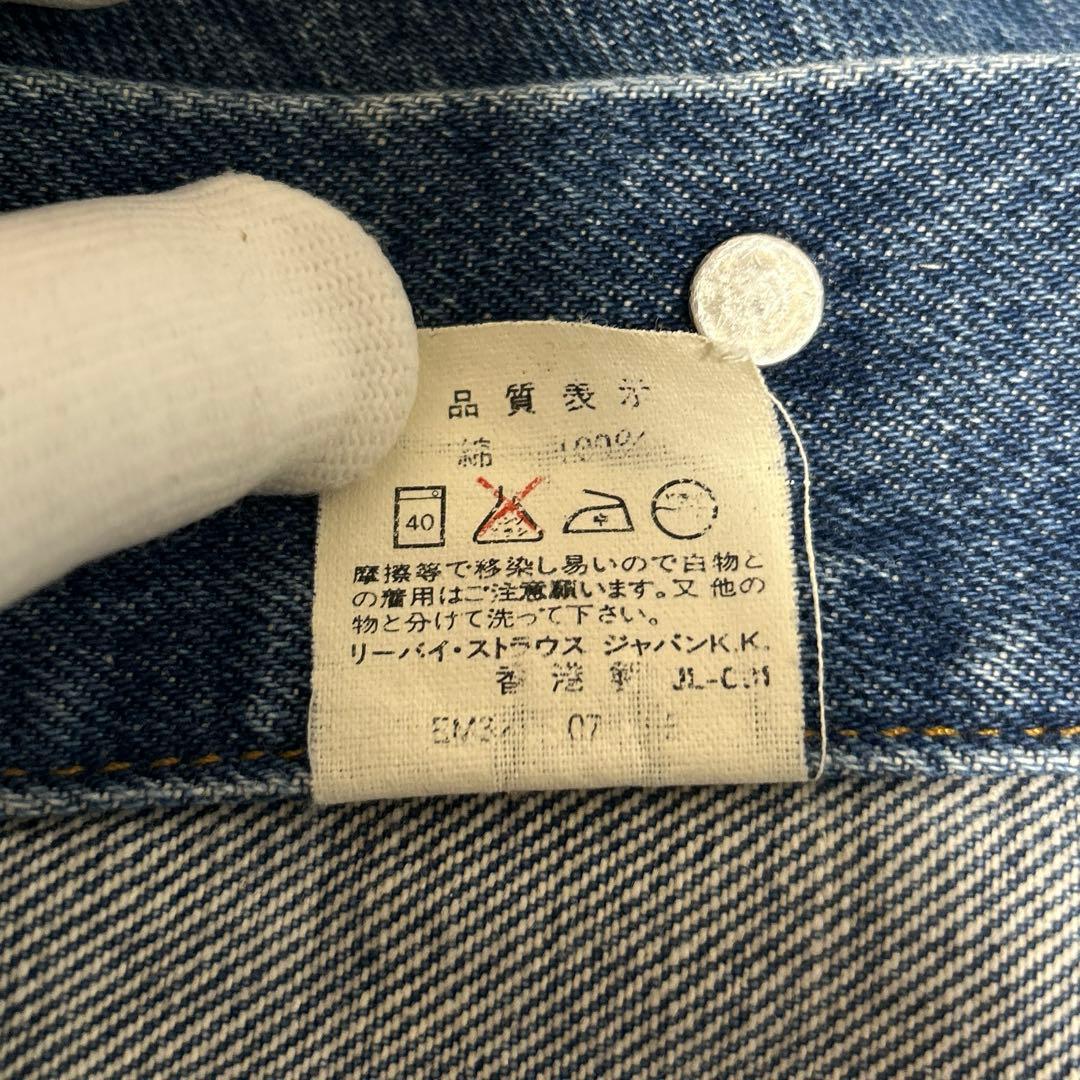 品質表示
綿 100%
40 中
摩擦等で移染し易いので白物と
の着用はご注意願います。又他の
物と分けて洗って下さい。
リーバイ・ストラウス ジャパンK.K.
香港製
07